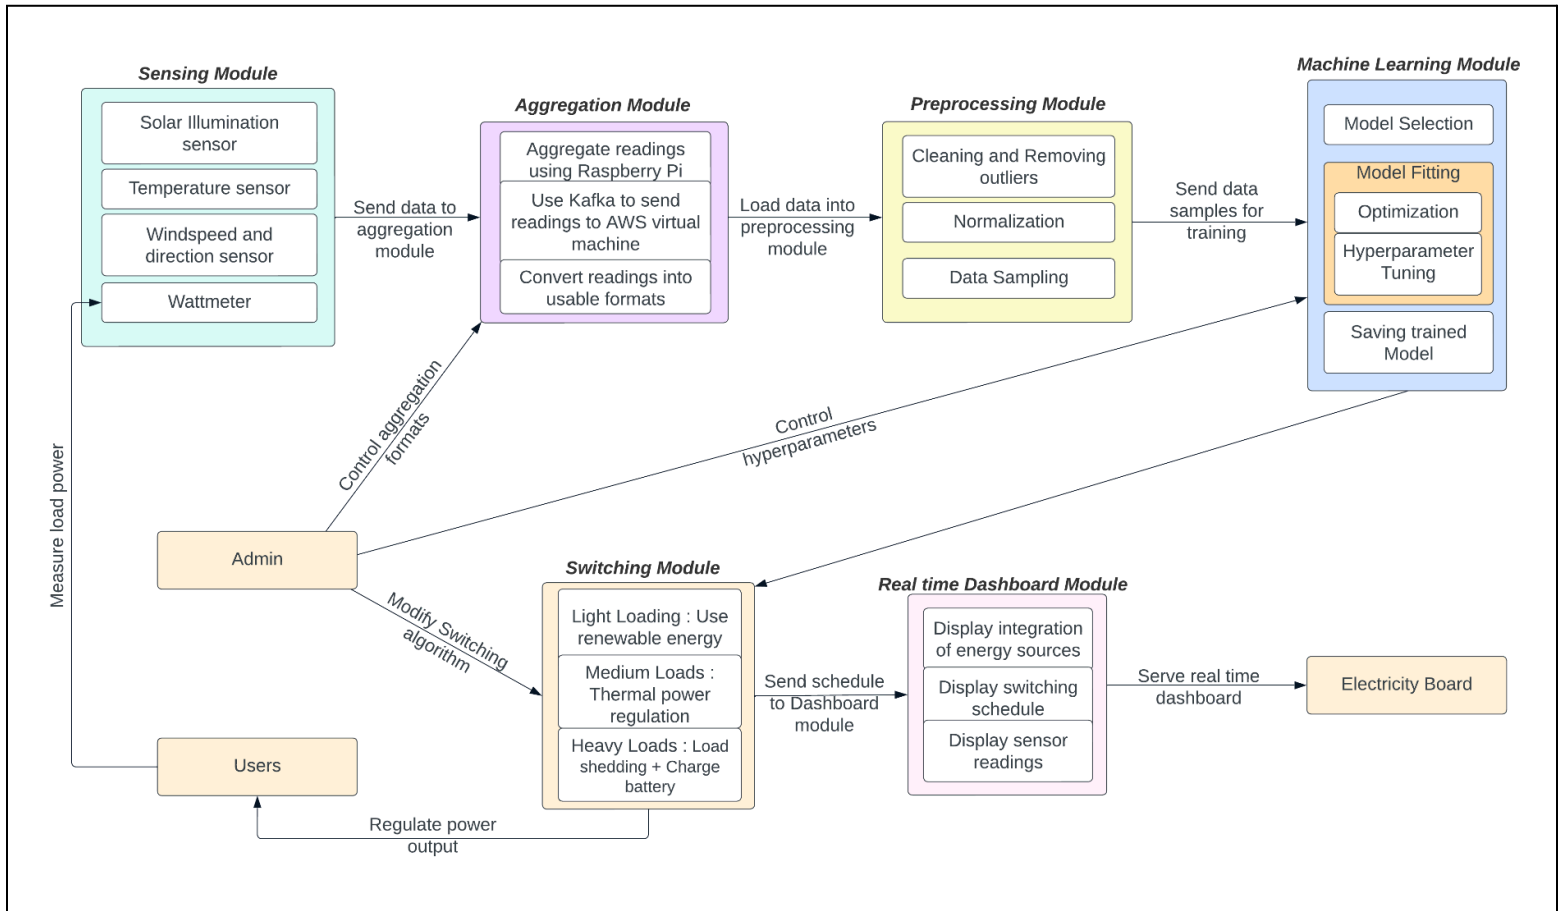 Sensing Module
Solar Illumination
sensor
Temperature sensor
Windspeed and
direction sensor
Wattmeter
Send data to
aggregation
module
Aggregation Module
Aggregate readings
using Raspberry Pi
Use Kafka to send
readings to AWS virtual
machine
Convert readings into
usable formats
Load data into
preprocessing
module
Preprocessing Module
Cleaning and Removing
outliers
Normalization
Data Sampling
Send data
samples for
training
Machine Learning Module
Model Selection
Model Fitting
Optimization
Hyperparameter
Tuning
Saving trained
Model
Control aggregation
formats
Control
hyperparameters
Measure load power
Admin
Modify Switching
algorithm
Users
Switching Module
Light Loading : Use
renewable energy
Medium Loads :
Thermal power
regulation
Heavy Loads : Load
shedding + Charge
battery
Regulate power
output
Send schedule
to Dashboard
module
Real time Dashboard Module
Display integration
of energy sources
Display switching
schedule
Display sensor
readings
Serve real time
dashboard
Electricity Board